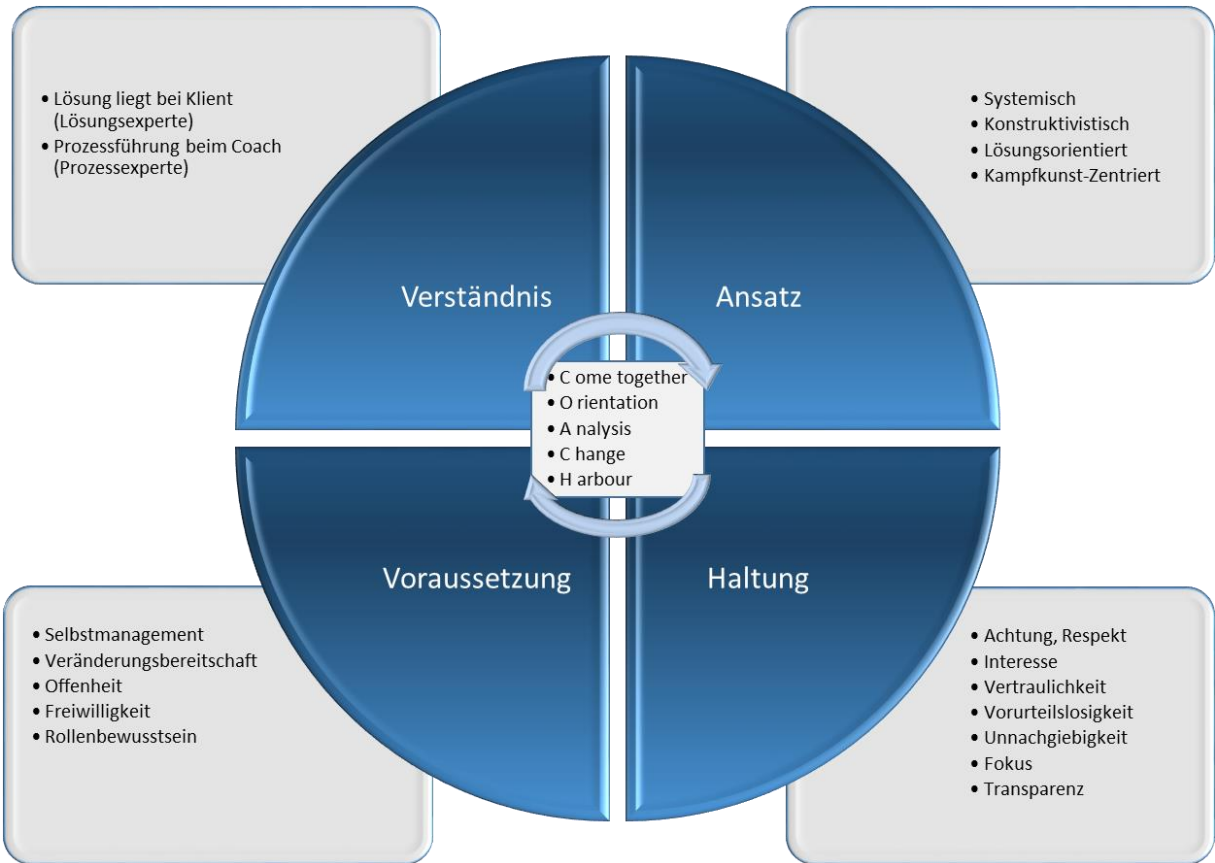 • Lösung liegt bei Klient
(Lösungsexperte)
• Prozessführung beim Coach
(Prozessexperte)
• Systemisch
• Konstruktivistisch
• Lösungsorientiert
• Kampfkunst-Zentriert
Verständnis
Ansatz
• C ome together
• O rientation
• A nalysis
• C hange
• H arbour
Voraussetzung
Haltung
• Selbstmanagement
• Veränderungsbereitschaft
• Offenheit
• Freiwilligkeit
• Rollenbewusstsein
• Achtung, Respekt
• Interesse
• Vertraulichkeit
• Vorurteilslosigkeit
• Unnachgiebigkeit
• Fokus
• Transparenz